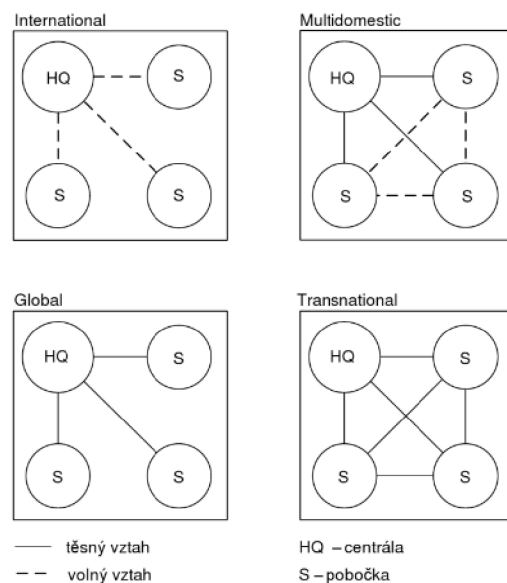 International
HQ
S
S
S
Multidomestic
HQ
S
S
S
Global
HQ
S
S
S
Transnational
HQ
S
S
S
těsný vztah
volný vztah
HQ – centrála
S – pobočka